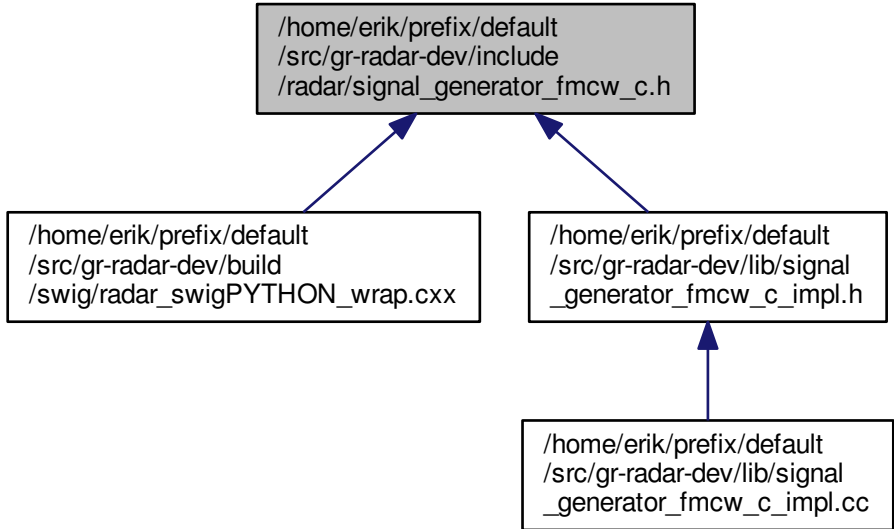 /home/erik/prefix/default
/src/gr-radar-dev/include
/radar/signal_generator_fmcw_c.h
/home/erik/prefix/default
/src/gr-radar-dev/build
/swig/radar_swigPYTHON_wrap.cxx
/home/erik/prefix/default
/src/gr-radar-dev/lib/signal
_generator_fmcw_c_impl.h
/home/erik/prefix/default
/src/gr-radar-dev/lib/signal
_generator_fmcw_c_impl.cc